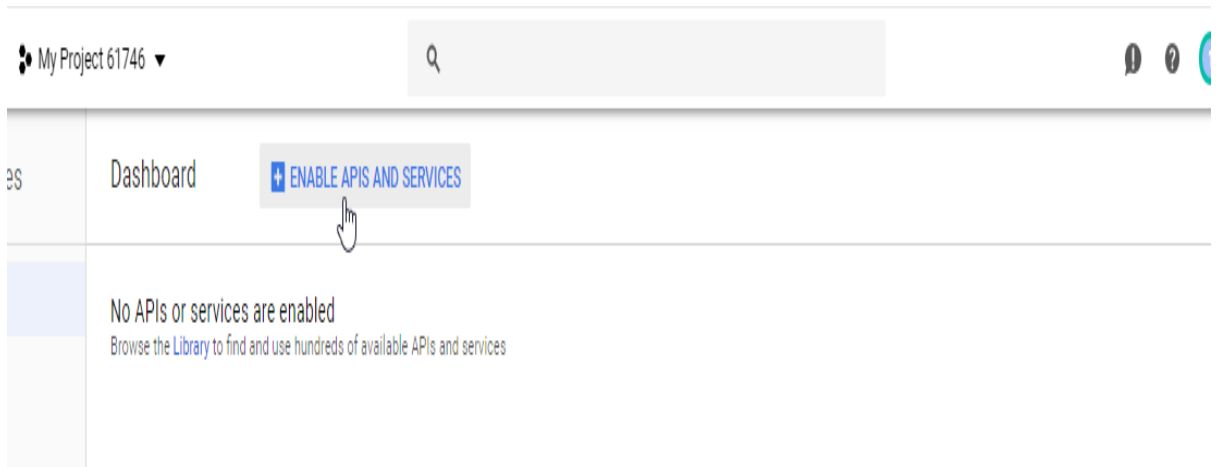 My Project 61746
es
Dashboard
ENABLE APIS AND SERVICES
No APIs or services are enabled
Browse the Library to find and use hundreds of available APIs and services